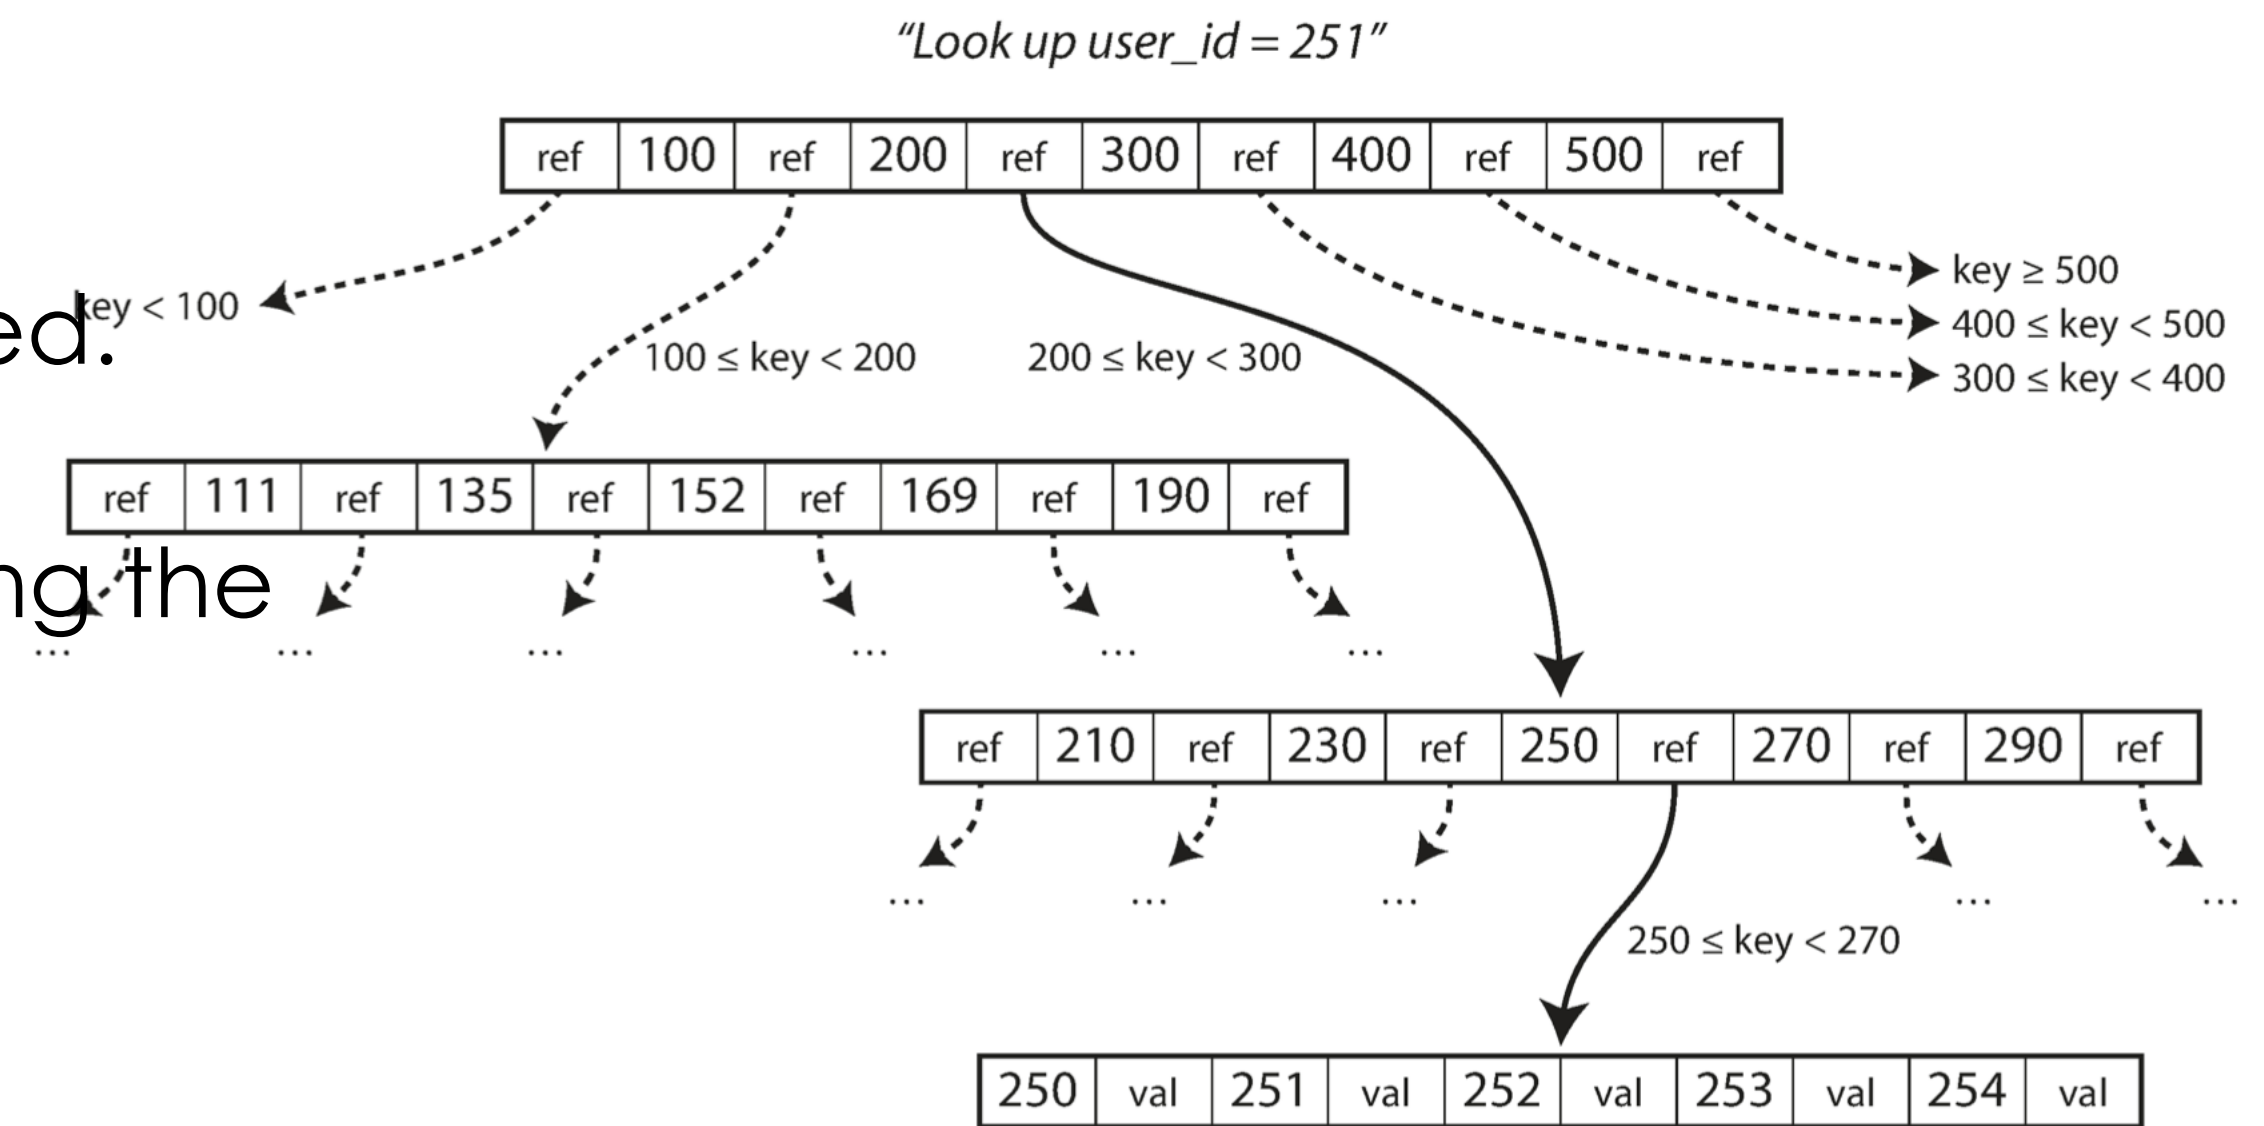 “Look up user_id = 251”
ref 100 ref 200 ref 300 ref 400 ref 500 ref
key ≥ 500
key < 100
ed.
400 ≤ key < 500
100 ≤ key < 200 200 ≤ key < 300
300 ≤ key < 400
ref 111 ref 135 ref 152 ref 169 ref 190 ref
ng the
... ... ... ... ... ...
ref 210 ref 230 ref 250 ref 270 ref 290 ref
... ... ... ... ...
250 ≤ key < 270
250 val 251 val 252 val 253 val 254 val